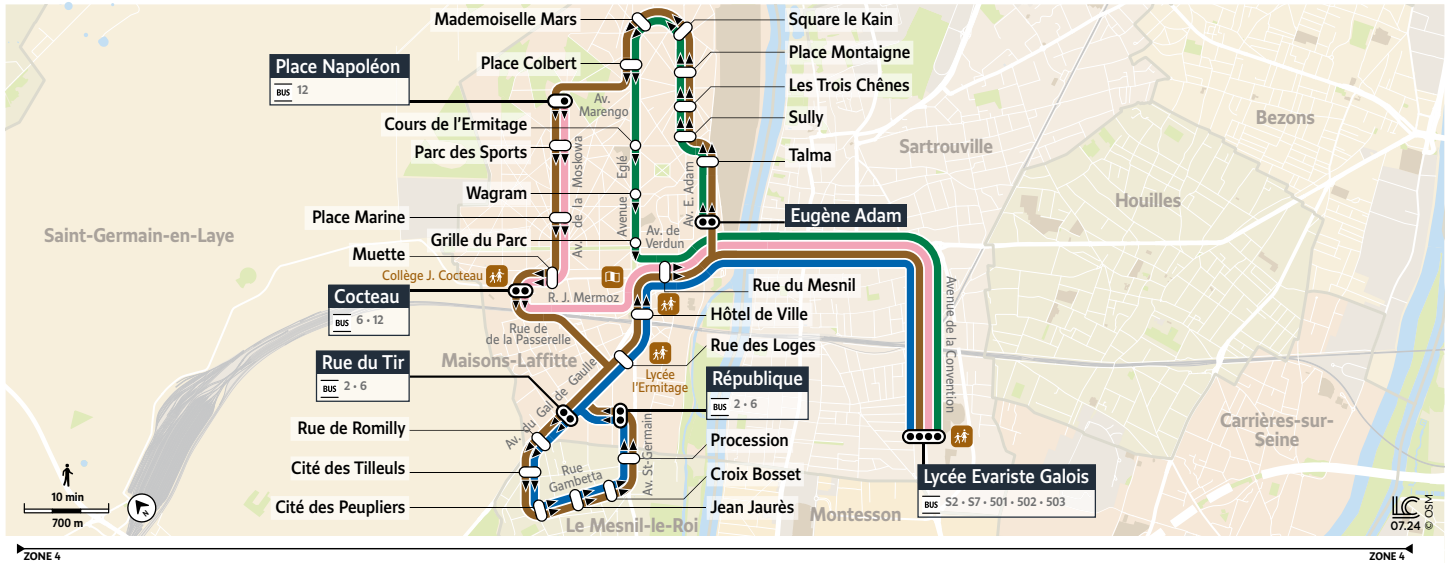 Mademoiselle Mars
Square le Kain
Place Napoléon
BUS 12
Place Colbert
Place Montaigne
Av.
Marengo
Les Trois Chênes
Cours de l'Ermitage
Sully
Bezons
Parc des Sports
Sartrouville
Talma
Av. de la Moskowa
Avenue Eglé
Av. E. Adam
Wagram
Houilles
Place Marine
Eugène Adam
Saint-Germain-en-Laye
Grille du Parc
Av. de
Verdun
Muette
Collège J. Cocteau
Rue du Mesnil
Cocteau
BUS 6 • 12
R. J. Mermoz
Hôtel de Ville
Rue de
de la Passerelle
Avenue de la Convention
Maisons-Laffitte
Rue des Loges
Rue du Tir
BUS 2 • 6
Lycée
l'Ermitage
République
BUS 2 • 6
Av. du Gal de Gaulle
Rue de Romilly
Procession
Carrières-sur-
Seine
Av. St-Germain
Cité des Tilleuls
Rue
Gambetta
Croix Bosset
Lycée Evariste Galois
BUS S2 • S7 • 501 • 502 • 503
10 min
700 m
N
Cité des Peupliers
Jean Jaurès
Le Mesnil-le-Roi
Montesson
LC
07.24
© OSM
ZONE 4
ZONE 4